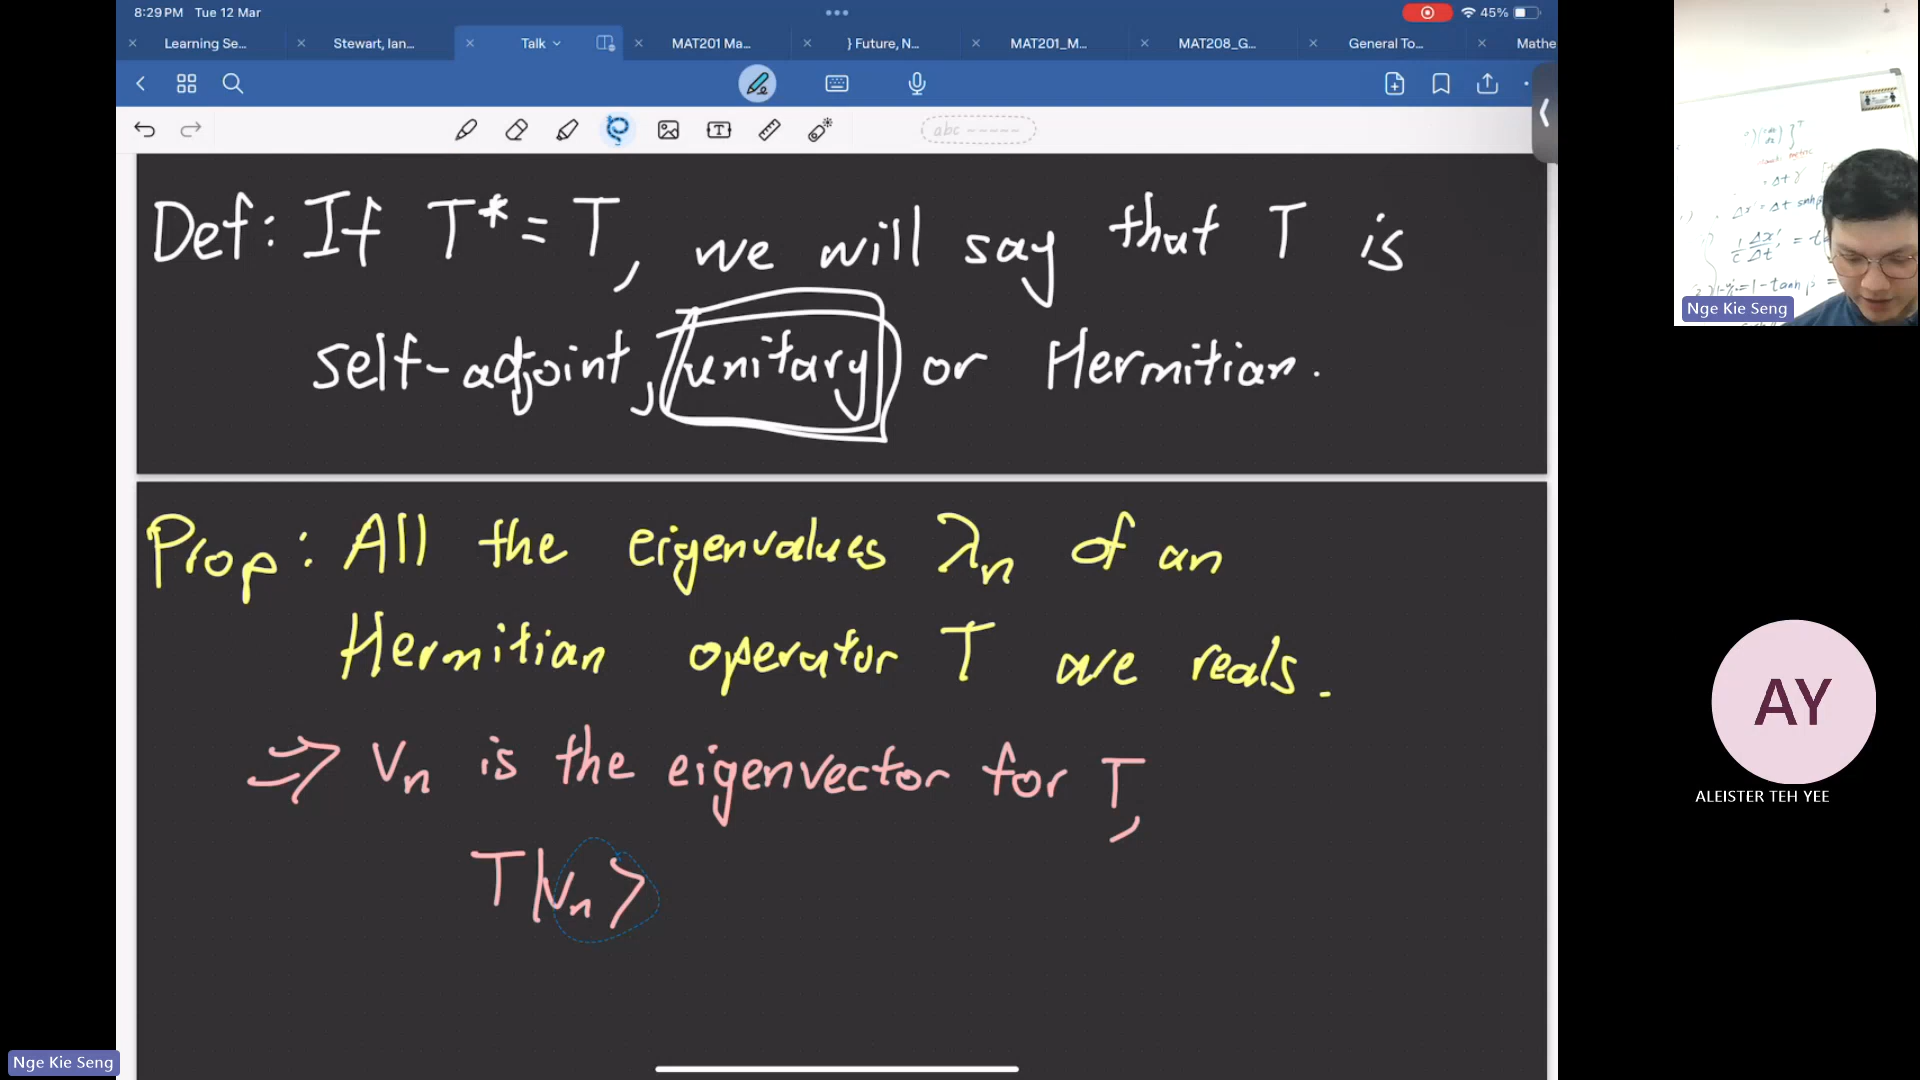 8:29 PM Tue 12 Mar
45%
Learning Se...
Stewart, Ian,...
Talk
MAT201 Ma...
} Future, N...
MAT201_M...
MAT208_G...
General To...
Mathe
abc
Def: If T* = T, we will say that T is
self-adjoint, unitary or Hermitian.
Prop: All the eigenvalues λn of an
Hermitian operator T are reals.
=> vn is the eigenvector for T,
T|vn>
Nge Kie Seng
AY
ALEISTER TEH YEE
Nge Kie Seng